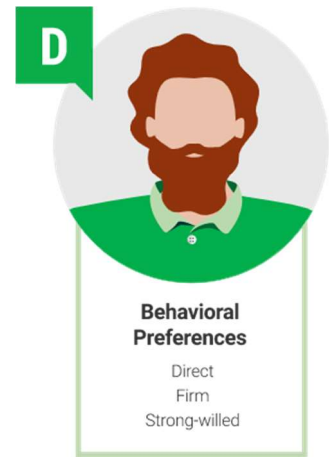 D
Behavioral
Preferences
Direct
Firm
Strong-willed